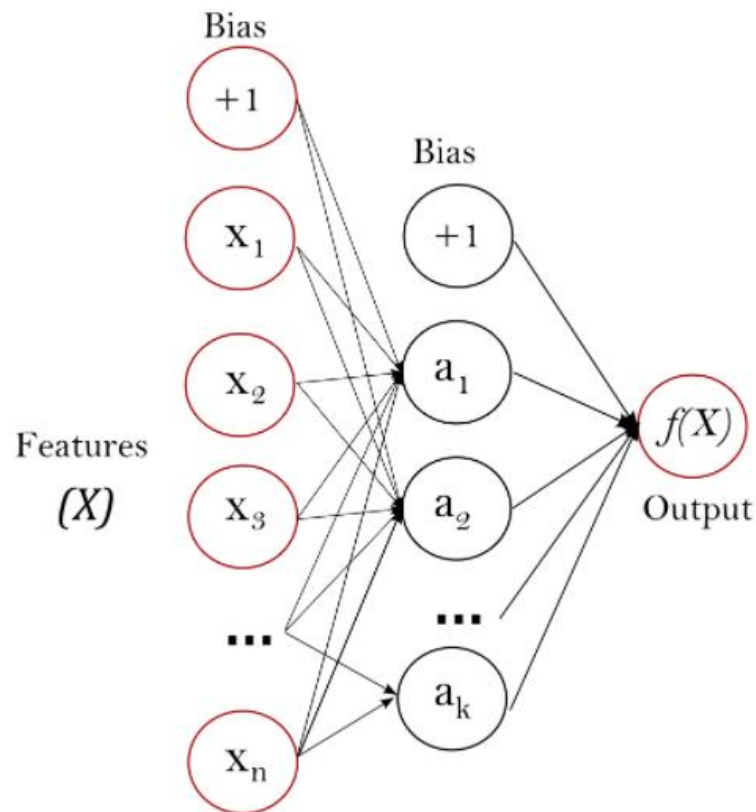 Bias
+1
x₁
x₂
x₃
...
xₙ
Features
(X)
Bias
+1
a₁
a₂
...
aₖ
f(X)
Output